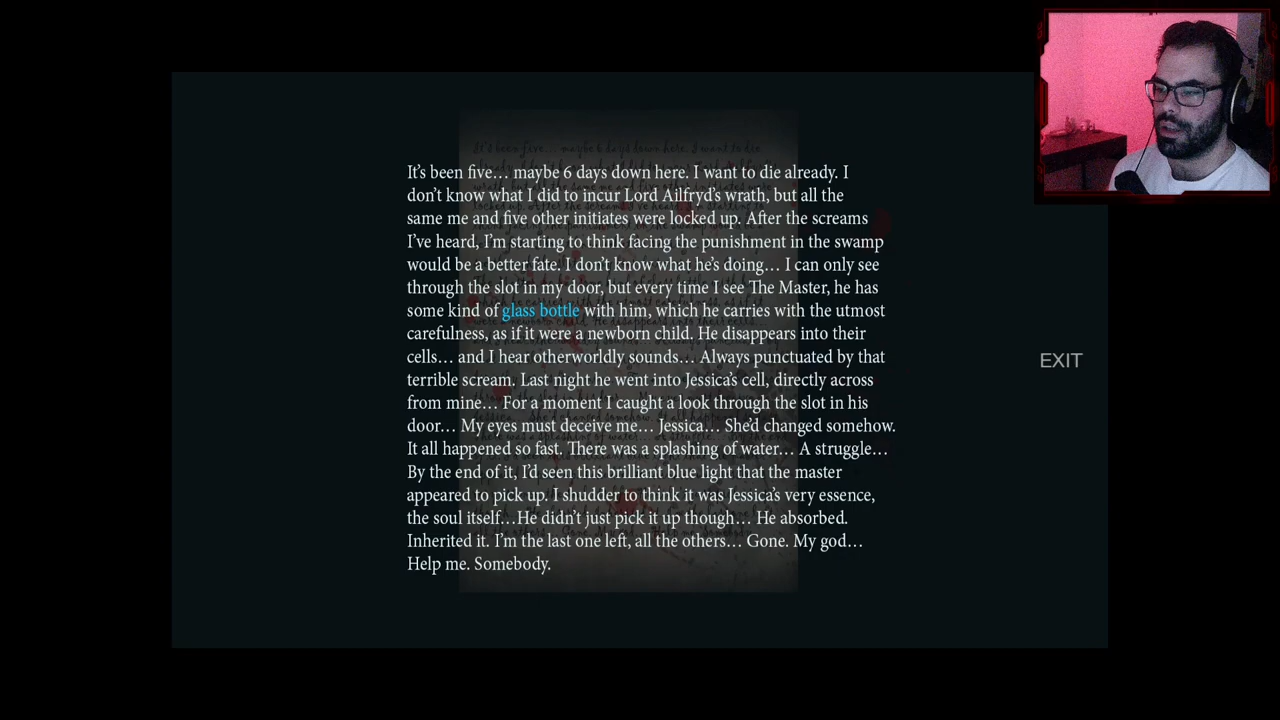 It's been five... maybe 6 days down here. I want to die already. I
don't know what I did to incur Lord Ailfryd's wrath, but all the
same me and five other initiates were locked up. After the screams
I've heard, I'm starting to think facing the punishment in the swamp
would be a better fate. I don't know what he's doing... I can only see
through the slot in my door, but every time I see The Master, he has
some kind of glass bottle with him, which he carries with the utmost
carefulness, as if it were a newborn child. He disappears into their
cells... and I hear otherworldly sounds... Always punctuated by that
terrible scream. Last night he went into Jessica's cell, directly across
from mine... For a moment I caught a look through the slot in his
door... My eyes must deceive me... Jessica... She'd changed somehow.
It all happened so fast. There was a splashing of water... A struggle...
By the end of it, I'd seen this brilliant blue light that the master
appeared to pick up. I shudder to think it was Jessica's very essence,
the soul itself...He didn't just pick it up though... He absorbed.
Inherited it. I'm the last one left, all the others... Gone. My god...
Help me. Somebody.
EXIT